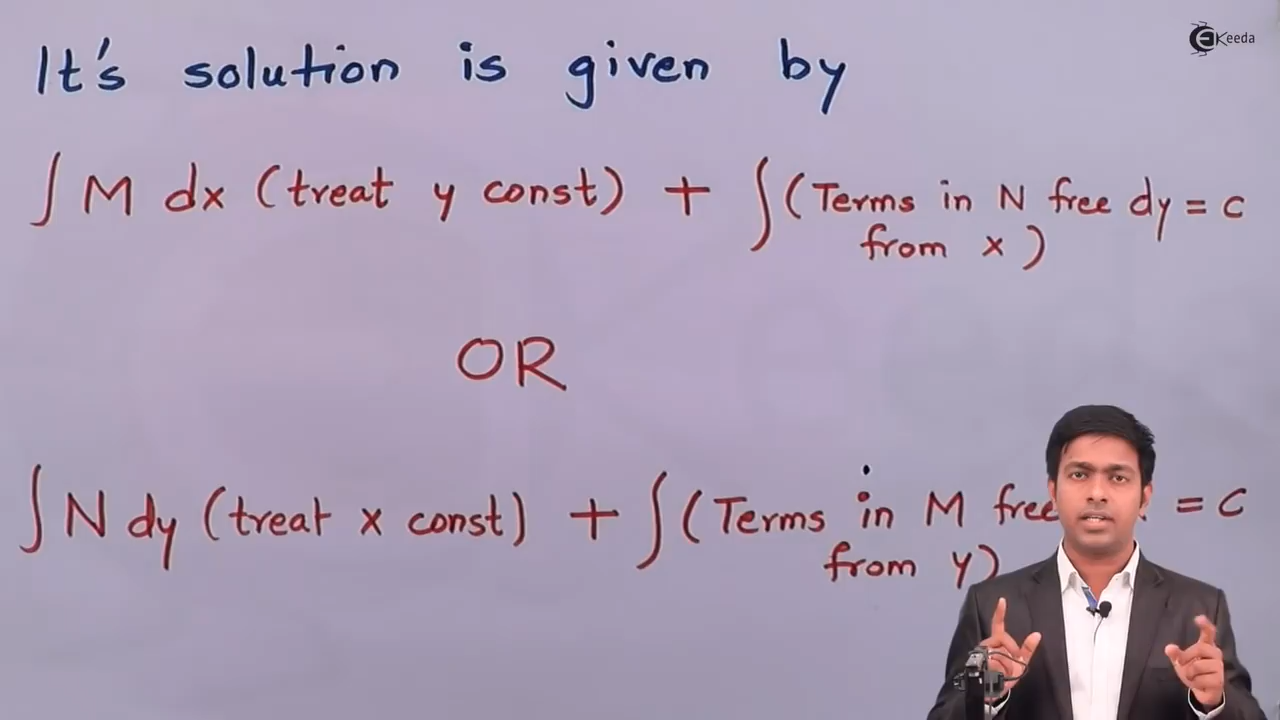 EKeeda
It's solution is given by
∫ M dx (treat y const) + ∫ (Terms in N free dy = c
from x)
OR
∫ N dy (treat x const) + ∫ (Terms in M free = c
from y)